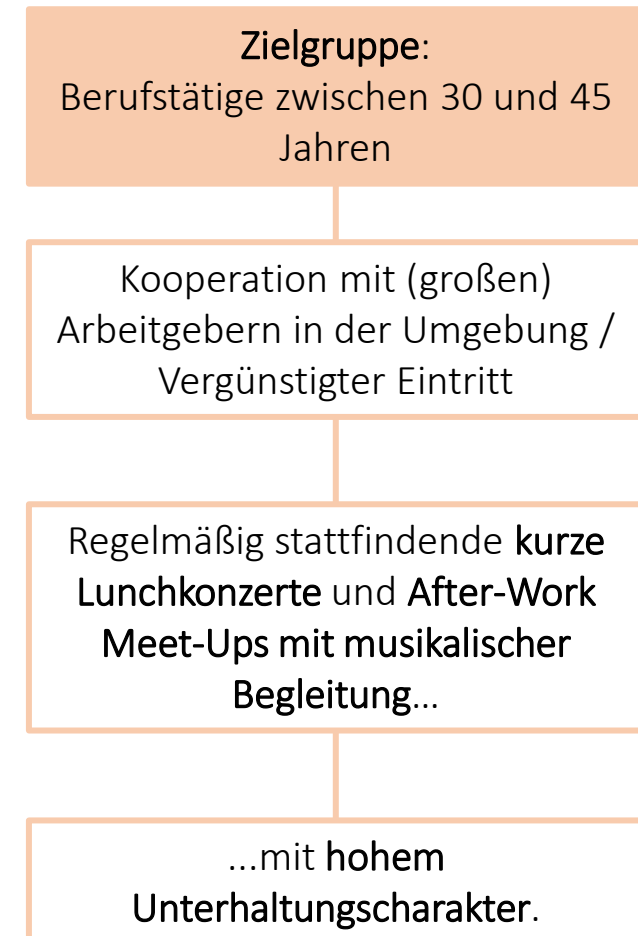 Zielgruppe:
Berufstätige zwischen 30 und 45
Jahren
Kooperation mit (großen)
Arbeitgebern in der Umgebung /
Vergünstigter Eintritt
Regelmäßig stattfindende kurze
Lunchkonzerte und After-Work
Meet-Ups mit musikalischer
Begleitung...
...mit hohem
Unterhaltungscharakter.